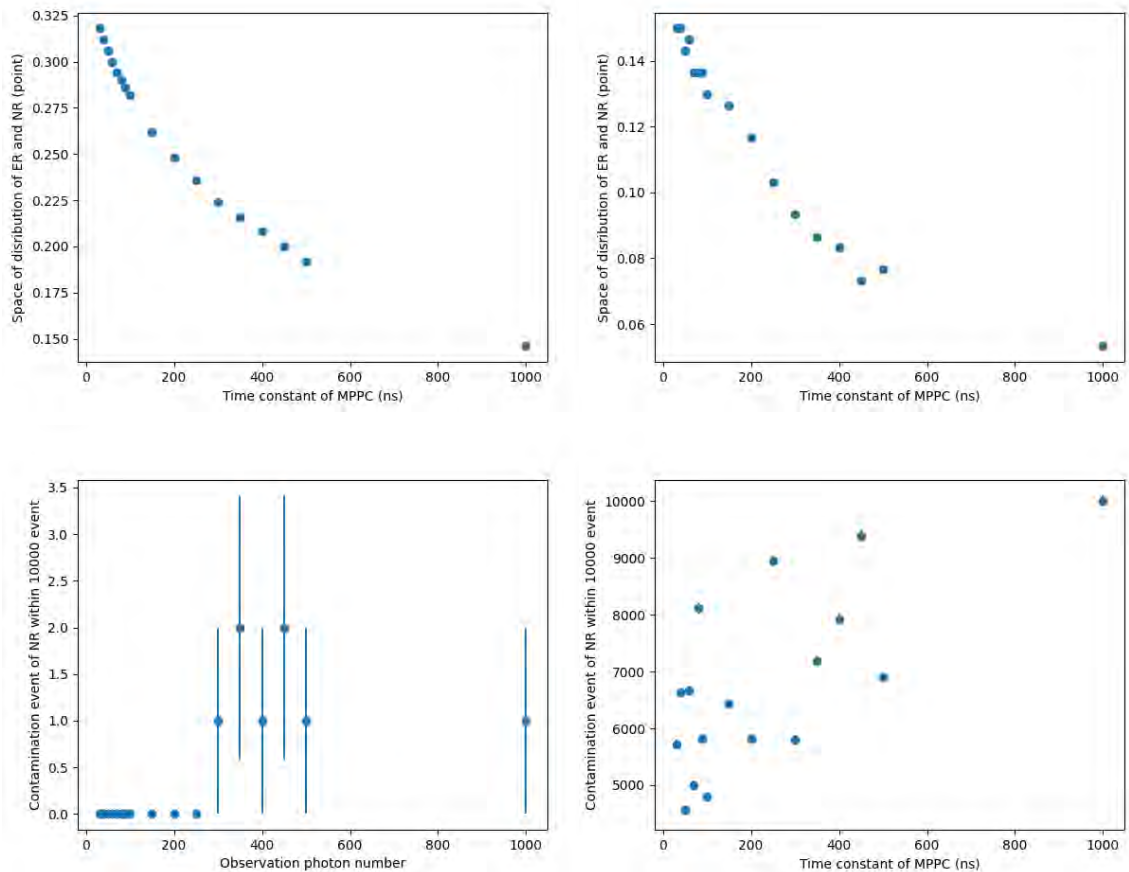 Space of disribution of ER and NR (point)
0.325
0.300
0.275
0.250
0.225
0.200
0.175
0.150
0 200 400 600 800 1000
Time constant of MPPC (ns)
Space of disribution of ER and NR (point)
0.14
0.12
0.10
0.08
0.06
0 200 400 600 800 1000
Time constant of MPPC (ns)
Contamination event of NR within 10000 event
3.5
3.0
2.5
2.0
1.5
1.0
0.5
0.0
0 200 400 600 800 1000
Observation photon number
Contamination event of NR within 10000 event
10000
9000
8000
7000
6000
5000
0 200 400 600 800 1000
Time constant of MPPC (ns)